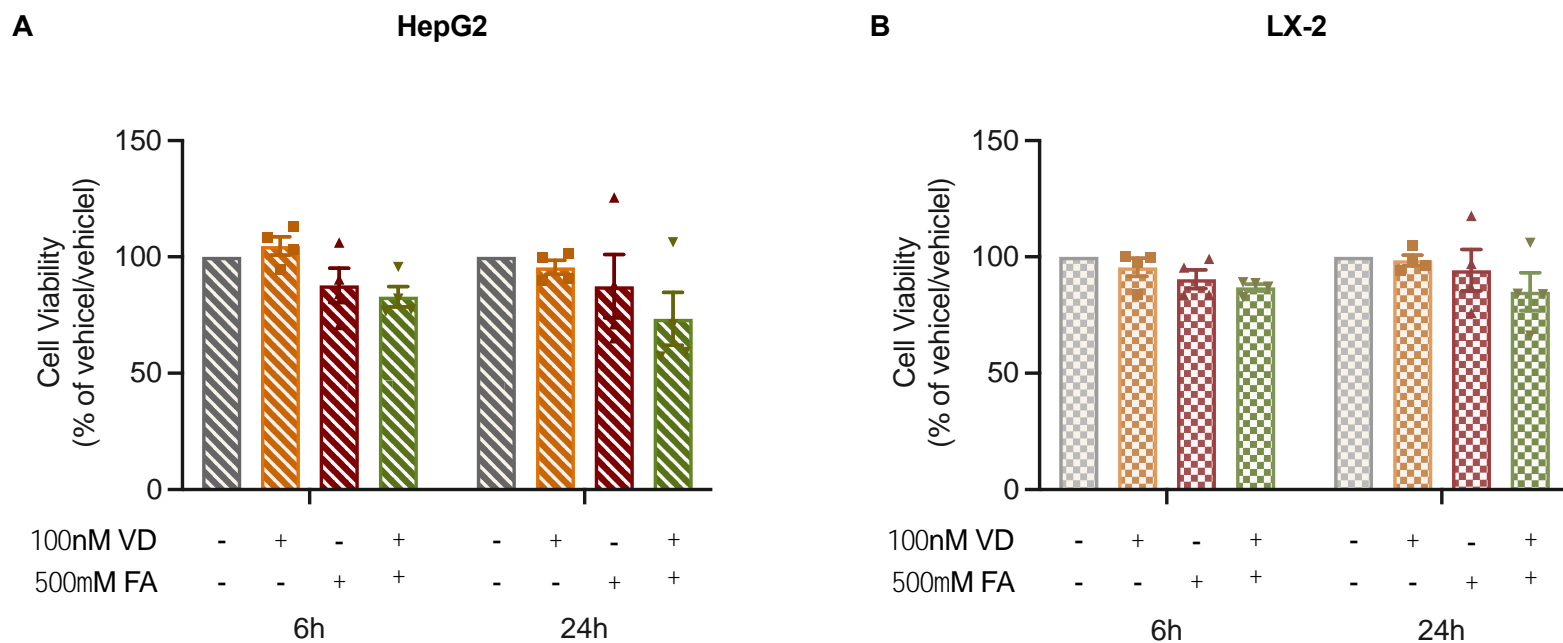 A
HepG2
150
100
50
0
Cell Viability
(% of vehicel/vehiclel)
100nM VD - + - + - + - +
500mM FA - - + + - - + +
6h 24h
B
LX-2
150
100
50
0
Cell Viability
(% of vehicel/vehiclel)
100nM VD - + - + - + - +
500mM FA - - + + - - + +
6h 24h